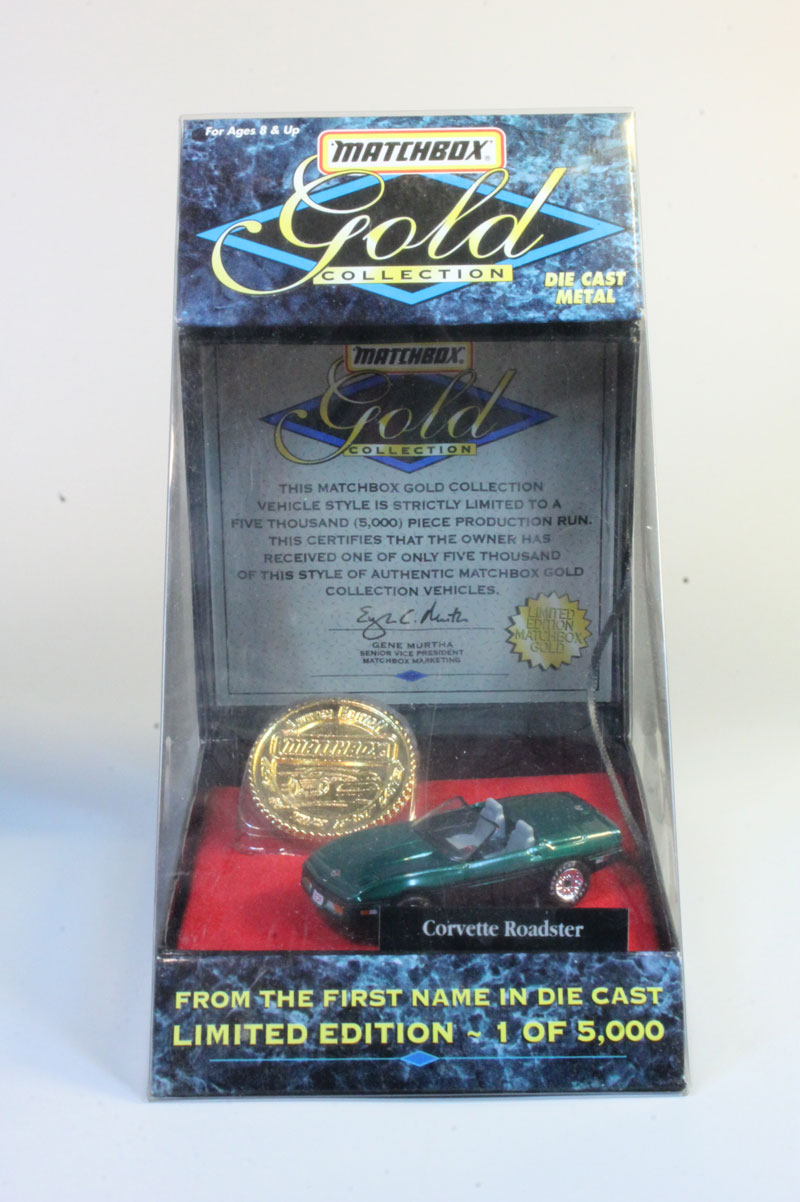 For Ages 8 & Up
MATCHBOX®
Gold
COLLECTION
DIE CAST
METAL
MATCHBOX®
Gold
COLLECTION
THIS MATCHBOX GOLD COLLECTION
VEHICLE STYLE IS STRICTLY LIMITED TO A
FIVE THOUSAND (5,000) PIECE PRODUCTION RUN.
THIS CERTIFIES THAT THE OWNER HAS
RECEIVED ONE OF ONLY FIVE THOUSAND
OF THIS STYLE OF AUTHENTIC MATCHBOX GOLD
COLLECTION VEHICLES.
GENE MURTHA
SENIOR VICE PRESIDENT
MATCHBOX MARKETING
LIMITED
EDITION
MATCHBOX
GOLD
MATCHBOX
Corvette Roadster
FROM THE FIRST NAME IN DIE CAST
LIMITED EDITION ~ 1 OF 5,000